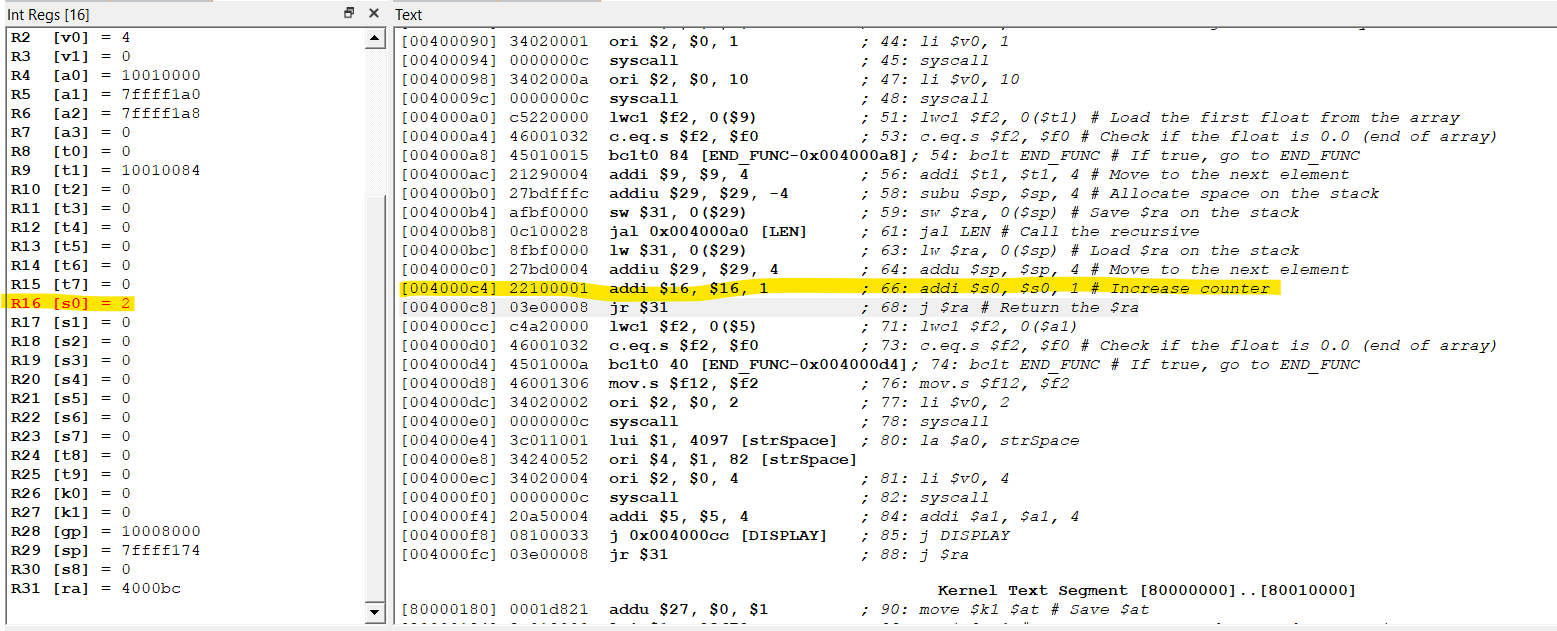 Int Regs [16]
R2 [v0] = 4
R3 [v1] = 0
R4 [a0] = 10010000
R5 [a1] = 7ffff1a0
R6 [a2] = 7ffff1a8
R7 [a3] = 0
R8 [t0] = 0
R9 [t1] = 10010084
R10 [t2] = 0
R11 [t3] = 0
R12 [t4] = 0
R13 [t5] = 0
R14 [t6] = 0
R15 [t7] = 0
R16 [s0] = 2
R17 [s1] = 0
R18 [s2] = 0
R19 [s3] = 0
R20 [s4] = 0
R21 [s5] = 0
R22 [s6] = 0
R23 [s7] = 0
R24 [t8] = 0
R25 [t9] = 0
R26 [k0] = 0
R27 [k1] = 0
R28 [gp] = 10008000
R29 [sp] = 7ffff174
R30 [s8] = 0
R31 [ra] = 4000bc
Text
[00400090] 34020001 ori $2, $0, 1 ; 44: li $v0, 1
[00400094] 0000000c syscall ; 45: syscall
[00400098] 3402000a ori $2, $0, 10 ; 47: li $v0, 10
[0040009c] 0000000c syscall ; 48: syscall
[004000a0] c5220000 lwc1 $f2, 0($9) ; 51: lwc1 $f2, 0($t1) # Load the first float from the array
[004000a4] 46001032 c.eq.s $f2, $f0 ; 53: c.eq.s $f2, $f0 # Check if the float is 0.0 (end of array)
[004000a8] 45010015 bc1t0 84 [END_FUNC-0x004000a8]; 54: bc1t END_FUNC # If true, go to END_FUNC
[004000ac] 21290004 addi $9, $9, 4 ; 56: addi $t1, $t1, 4 # Move to the next element
[004000b0] 27bdfffc addiu $29, $29, -4 ; 58: subu $sp, $sp, 4 # Allocate space on the stack
[004000b4] afbf0000 sw $31, 0($29) ; 59: sw $ra, 0($sp) # Save $ra on the stack
[004000b8] 0c100028 jal 0x004000a0 [LEN] ; 61: jal LEN # Call the recursive
[004000bc] 8fbf0000 lw $31, 0($29) ; 63: lw $ra, 0($sp) # Load $ra on the stack
[004000c0] 27bd0004 addiu $29, $29, 4 ; 64: addu $sp, $sp, 4 # Move to the next element
[004000c4] 22100001 addi $16, $16, 1 ; 66: addi $s0, $s0, 1 # Increase counter
[004000c8] 03e00008 jr $31 ; 68: j $ra # Return the $ra
[004000cc] c4a20000 lwc1 $f2, 0($5) ; 71: lwc1 $f2, 0($a1)
[004000d0] 46001032 c.eq.s $f2, $f0 ; 73: c.eq.s $f2, $f0 # Check if the float is 0.0 (end of array)
[004000d4] 4501000a bc1t0 40 [END_FUNC-0x004000d4]; 74: bc1t END_FUNC # If true, go to END_FUNC
[004000d8] 46001306 mov.s $f12, $f2 ; 76: mov.s $f12, $f2
[004000dc] 34020002 ori $2, $0, 2 ; 77: li $v0, 2
[004000e0] 0000000c syscall ; 78: syscall
[004000e4] 3c011001 lui $1, 4097 [strSpace] ; 80: la $a0, strSpace
[004000e8] 34240052 ori $4, $1, 82 [strSpace]
[004000ec] 34020004 ori $2, $0, 4 ; 81: li $v0, 4
[004000f0] 0000000c syscall ; 82: syscall
[004000f4] 20a50004 addi $5, $5, 4 ; 84: addi $a1, $a1, 4
[004000f8] 08100033 j 0x004000cc [DISPLAY] ; 85: j DISPLAY
[004000fc] 03e00008 jr $31 ; 88: j $ra
Kernel Text Segment [80000000]..[80010000]
[80000180] 0001d821 addu $27, $0, $1 ; 90: move $k1 $at # Save $at